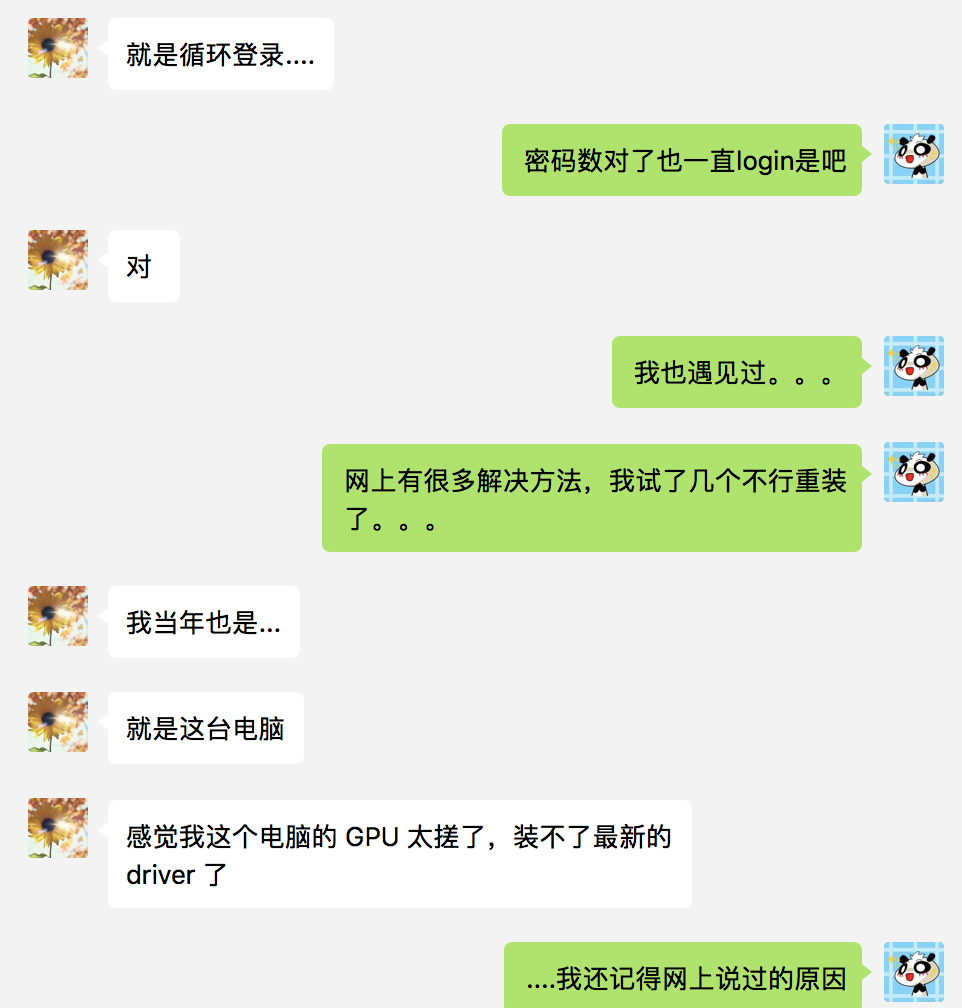 就是循环登录....
密码数对了也一直login是吧
对
我也遇见过。。。
网上有很多解决方法，我试了几个不行重装
了。。。
我当年也是...
就是这台电脑
感觉我这个电脑的 GPU 太搓了，装不了最新的
driver 了
....我还记得网上说过的原因